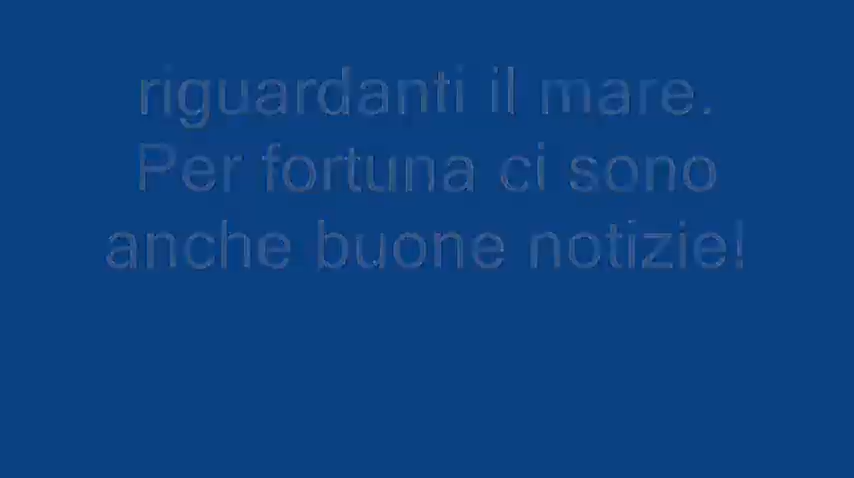 riguardanti il mare.
Per fortuna ci sono
anche buone notizie!